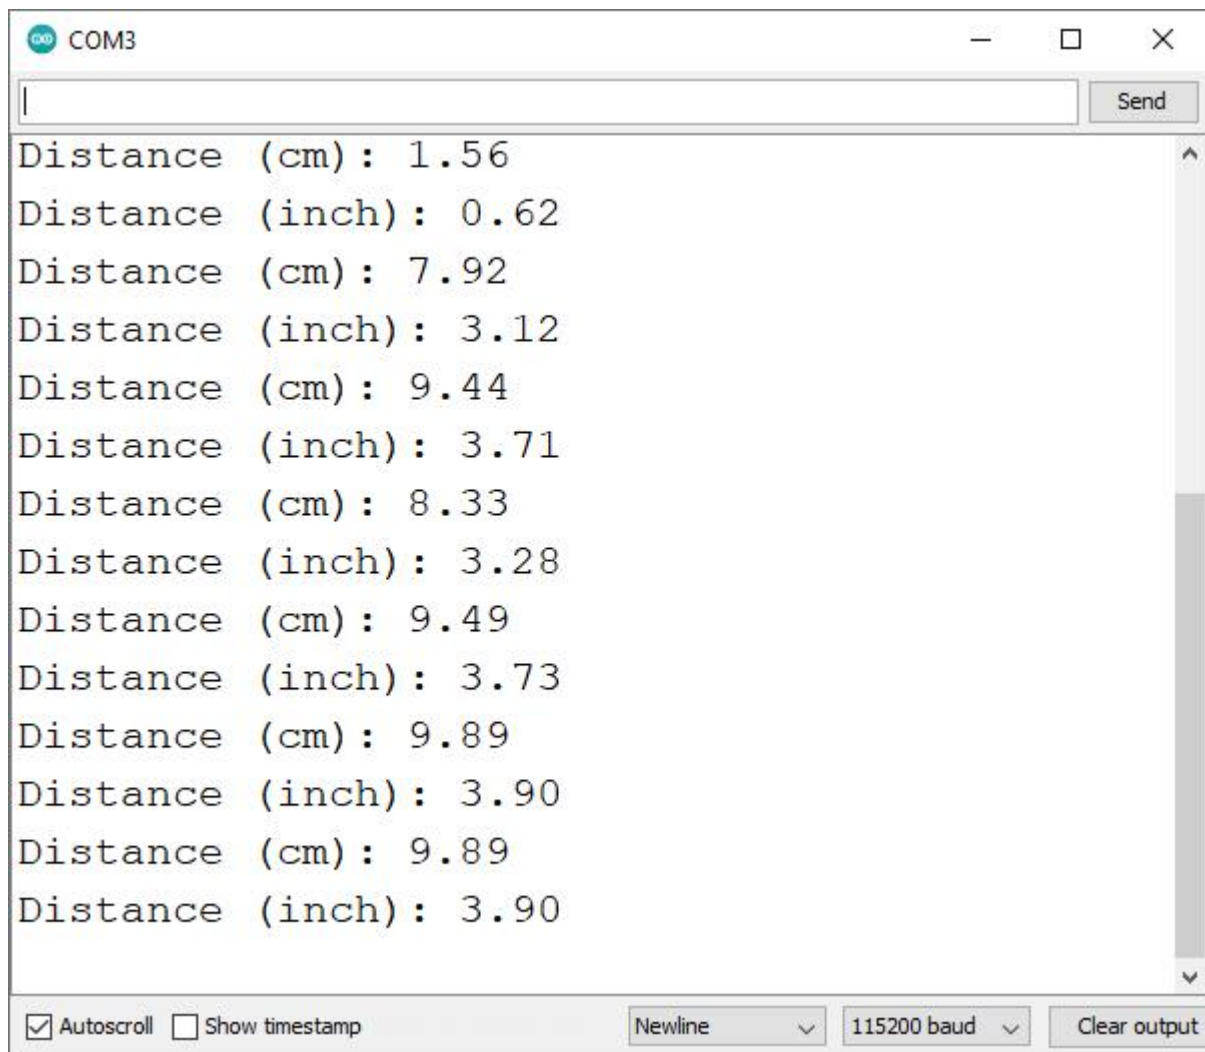 COM3
Send
Distance (cm): 1.56
Distance (inch): 0.62
Distance (cm): 7.92
Distance (inch): 3.12
Distance (cm): 9.44
Distance (inch): 3.71
Distance (cm): 8.33
Distance (inch): 3.28
Distance (cm): 9.49
Distance (inch): 3.73
Distance (cm): 9.89
Distance (inch): 3.90
Distance (cm): 9.89
Distance (inch): 3.90
Autoscroll Show timestamp Newline 115200 baud Clear output